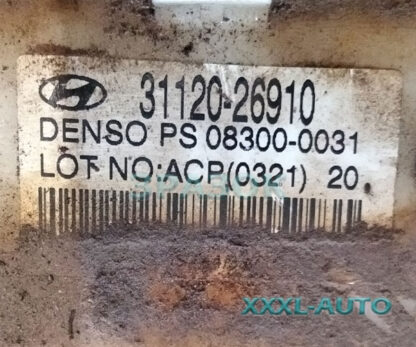 31120-26910
DENSO PS 08300-0031
LOT NO:ACP(0321) 20
XXXL-AUTO